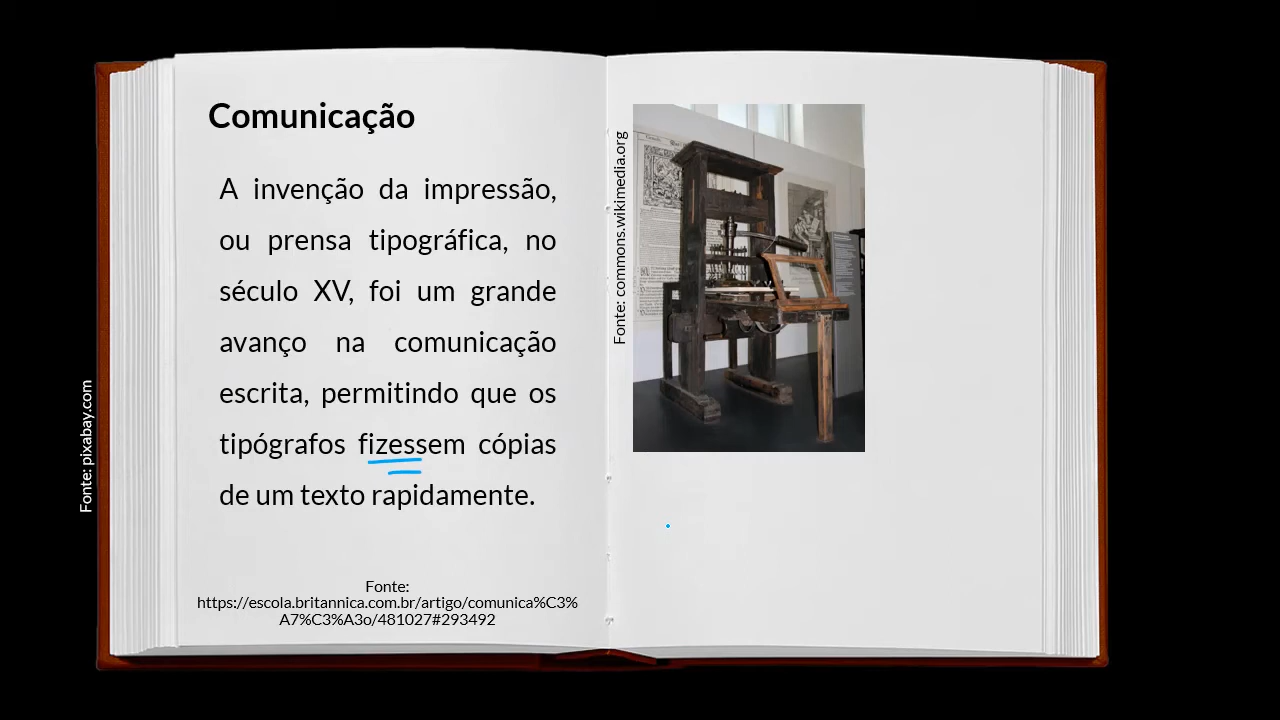 Comunicação
A invenção da impressão,
ou prensa tipográfica, no
século XV, foi um grande
avanço na comunicação
escrita, permitindo que os
tipógrafos fizessem cópias
de um texto rapidamente.
Fonte:
https://escola.britannica.com.br/artigo/comunica%C3%
A7%C3%A3o/481027#293492
Fonte: pixabay.com
Fonte: commons.wikimedia.org